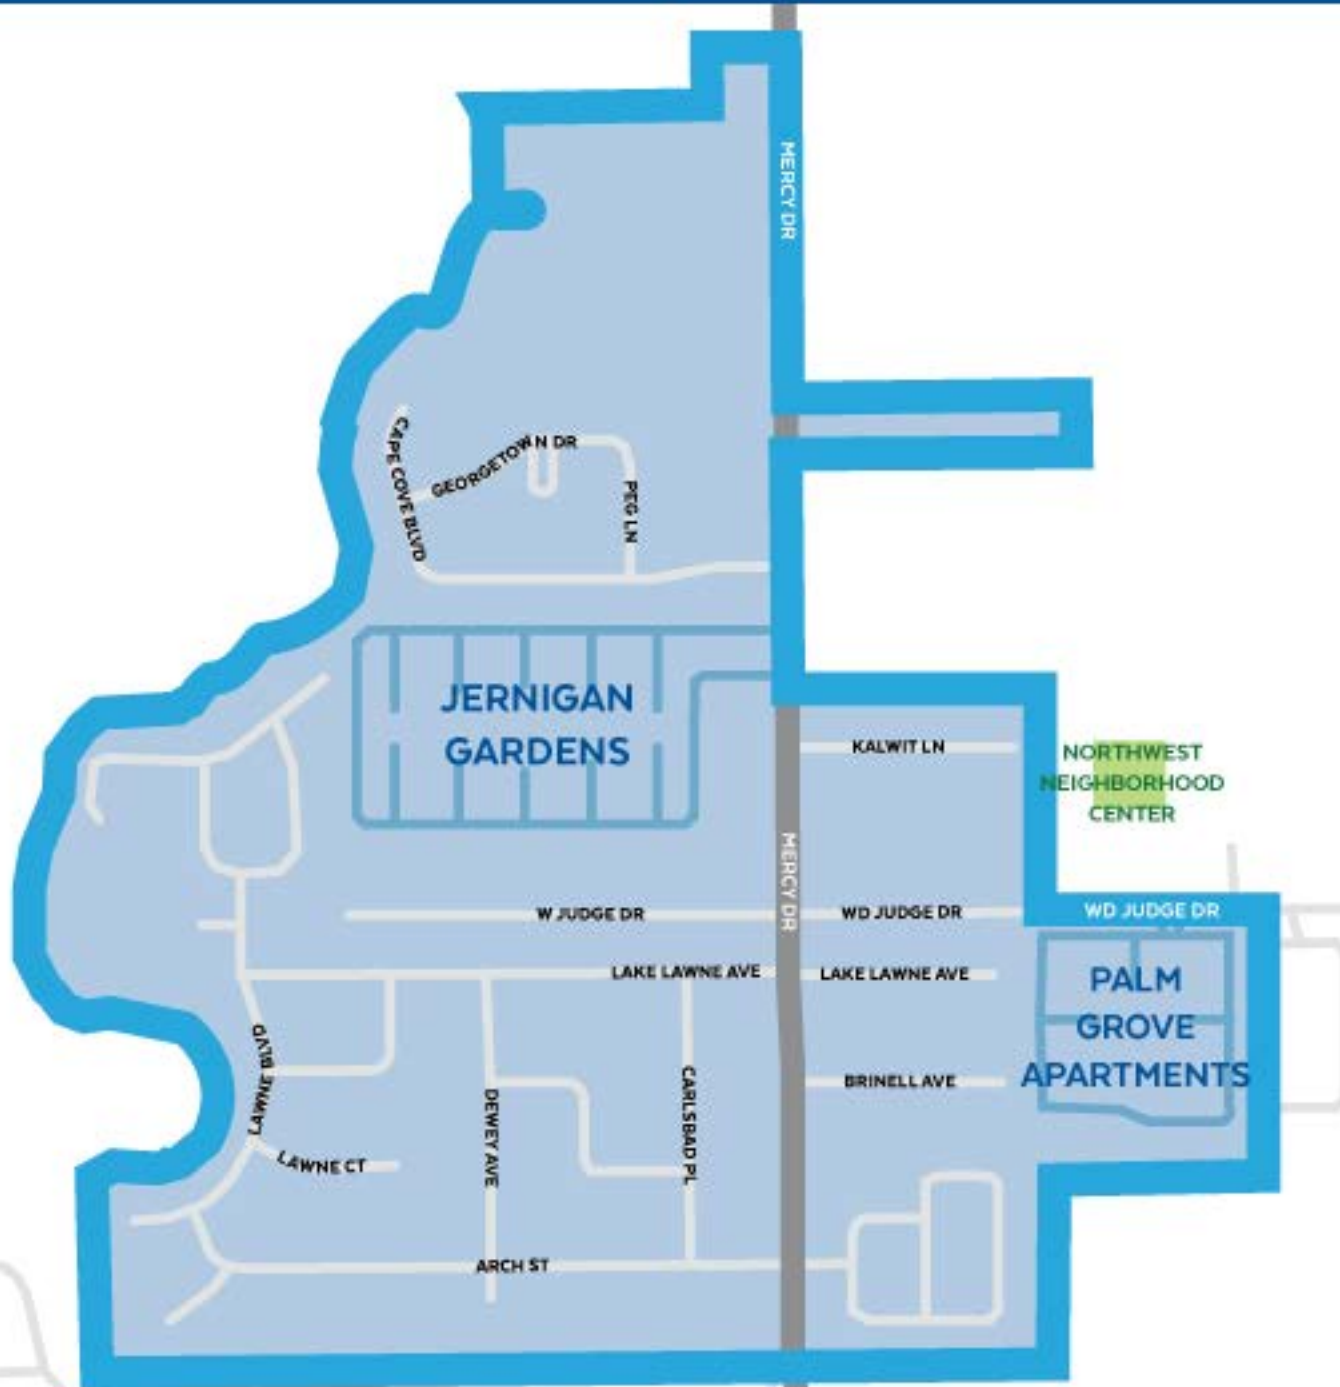 MERCY DR
CAPE COVE BLVD
GEORGETOWN DR
PEG LN
JERNIGAN
GARDENS
KALWIT LN
NORTHWEST
NEIGHBORHOOD
CENTER
MERCY DR
W JUDGE DR
WD JUDGE DR
WD JUDGE DR
LAKE LAWNE AVE
LAKE LAWNE AVE
PALM
GROVE
APARTMENTS
LAWNE BLVD
DEWEY AVE
CARLSBAD PL
BRINELL AVE
LAWNE CT
ARCH ST